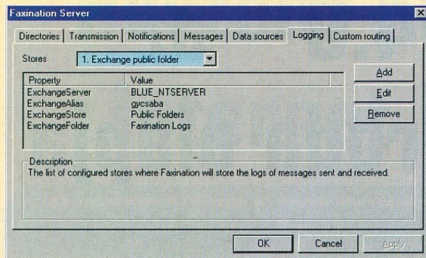 Faxination Server
Directories Transmission Notifications Messages Data sources Logging Custom routing
Stores 1. Exchange public folder
Property Value
ExchangeServer BLUE_NTSERVER
ExchangeAlias gycsaba
ExchangeStore Public Folders
ExchangeFolder Faxination Logs
Add
Edit
Remove
Description
The list of configured stores where Faxination will store the logs of messages sent and received.
OK Cancel Apply